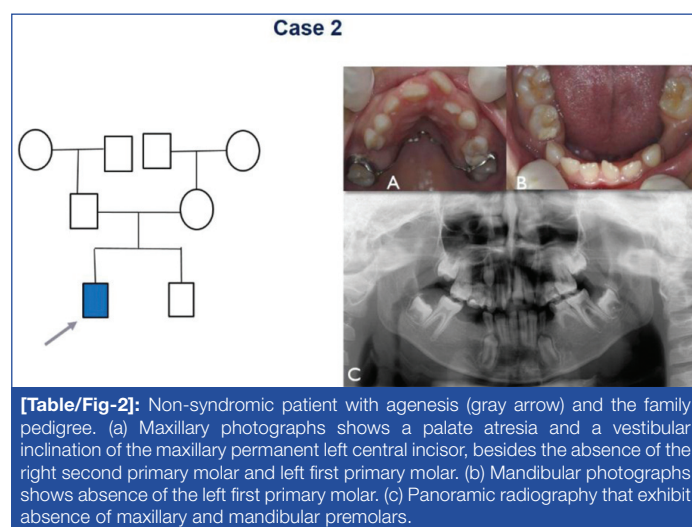 Case 2
A
B
C
[Table/Fig-2]: Non-syndromic patient with agenesis (gray arrow) and the family
pedigree. (a) Maxillary photographs shows a palate atresia and a vestibular
inclination of the maxillary permanent left central incisor, besides the absence of the
right second primary molar and left first primary molar. (b) Mandibular photographs
shows absence of the left first primary molar. (c) Panoramic radiography that exhibit
absence of maxillary and mandibular premolars.